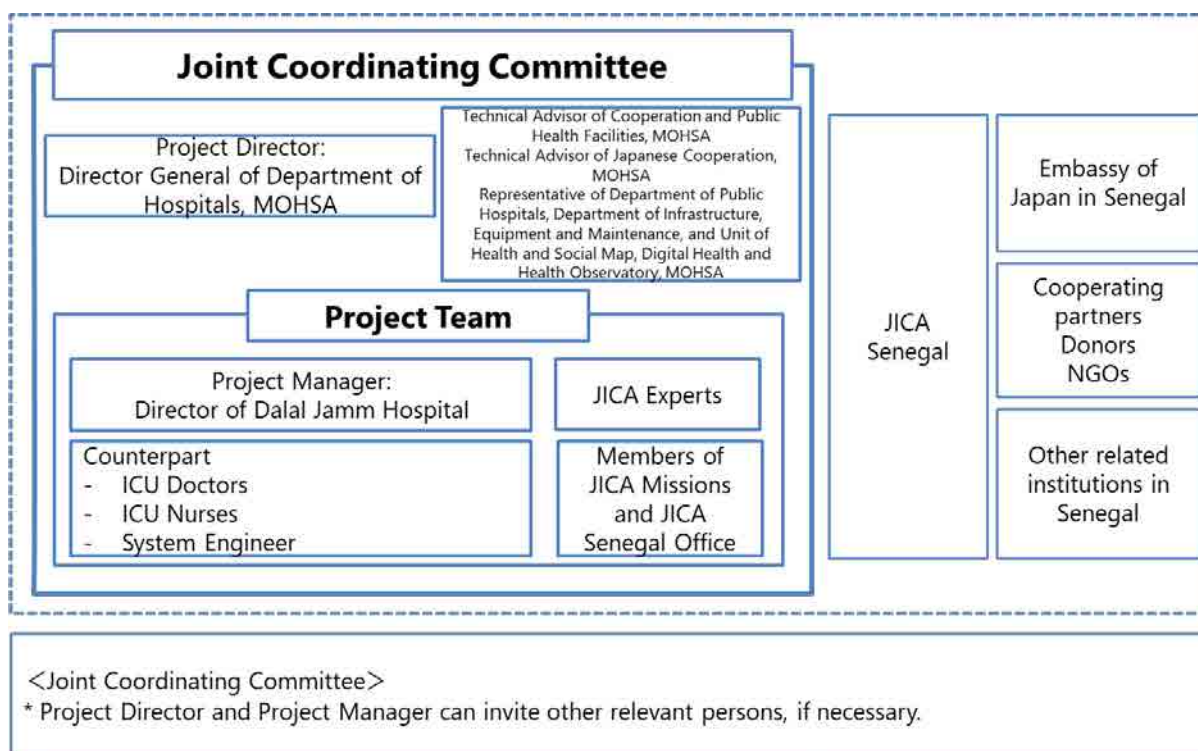 Joint Coordinating Committee
Project Director:
Director General of Department of
Hospitals, MOHSA
Technical Advisor of Cooperation and Public
Health Facilities, MOHSA
Technical Advisor of Japanese Cooperation,
MOHSA
Representative of Department of Public
Hospitals, Department of Infrastructure,
Equipment and Maintenance, and Unit of
Health and Social Map, Digital Health and
Health Observatory, MOHSA
Project Team
Project Manager:
Director of Dalal Jamm Hospital
JICA Experts
Counterpart
- ICU Doctors
- ICU Nurses
- System Engineer
Members of
JICA Missions
and JICA
Senegal Office
JICA
Senegal
Embassy of
Japan in Senegal
Cooperating
partners
Donors
NGOs
Other related
institutions in
Senegal
<Joint Coordinating Committee>
* Project Director and Project Manager can invite other relevant persons, if necessary.